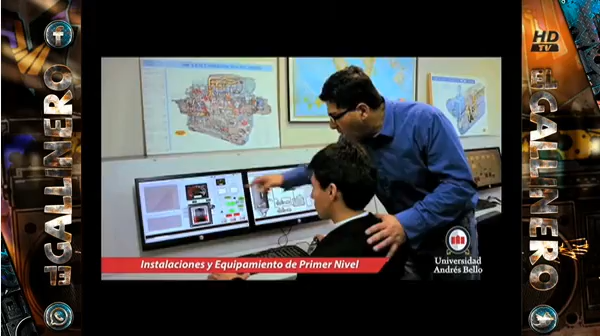 HD
TV
El GALLINERO
El GALLINERO
Instalaciones y Equipamiento de Primer Nivel
Universidad
Andrés Bello